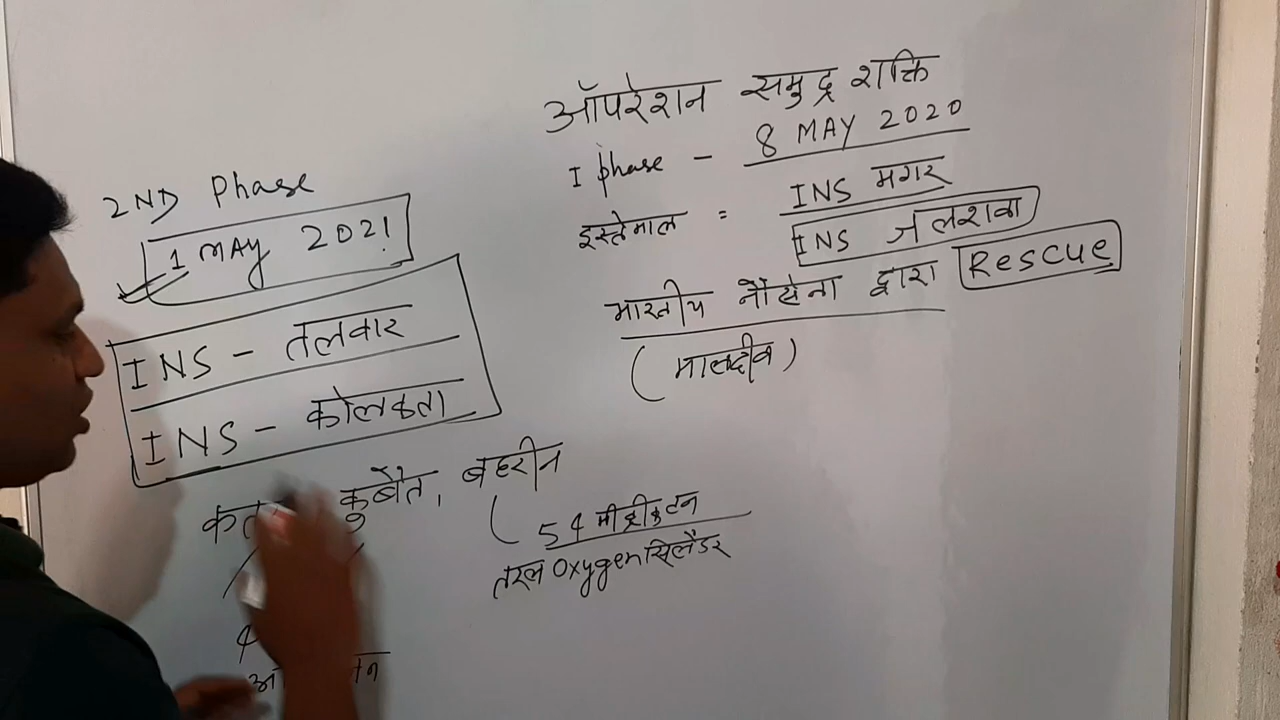 ऑपरेशन समुद्र शक्ति
I phase - 8 MAY 2020
इस्तेमाल = INS मगर
INS जलशवा
भारतीय नौसेना द्वारा Rescue
(मालदीव)
2ND Phase
1 MAY 2021
INS - तलवार
INS - कोलकता
कुवैत, बहरीन
54 मीट्रिक टन
तरल Oxygen सिलैंडर